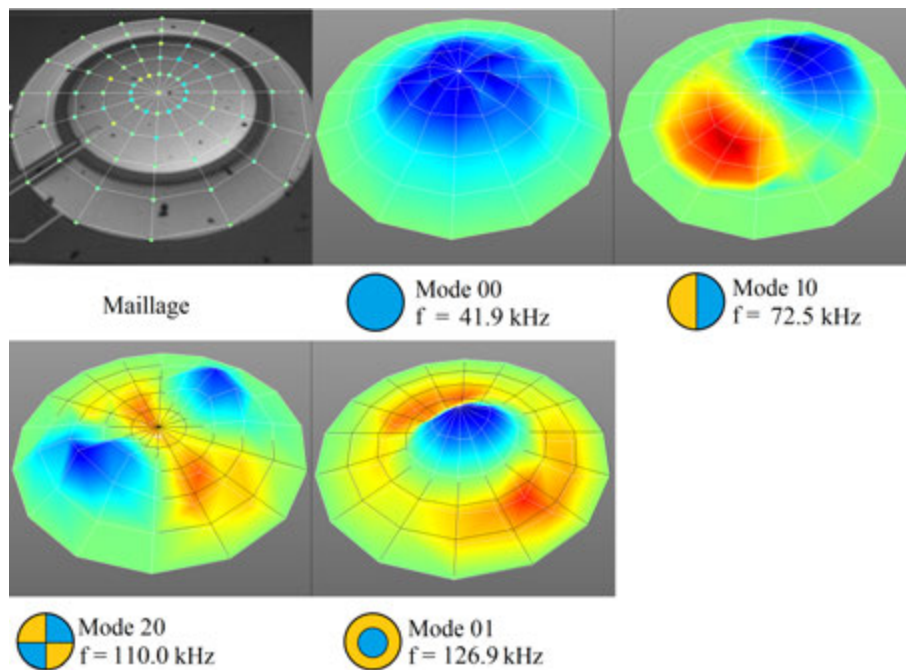 Maillage
Mode 00
f = 41.9 kHz
Mode 10
f = 72.5 kHz
Mode 20
f = 110.0 kHz
Mode 01
f = 126.9 kHz